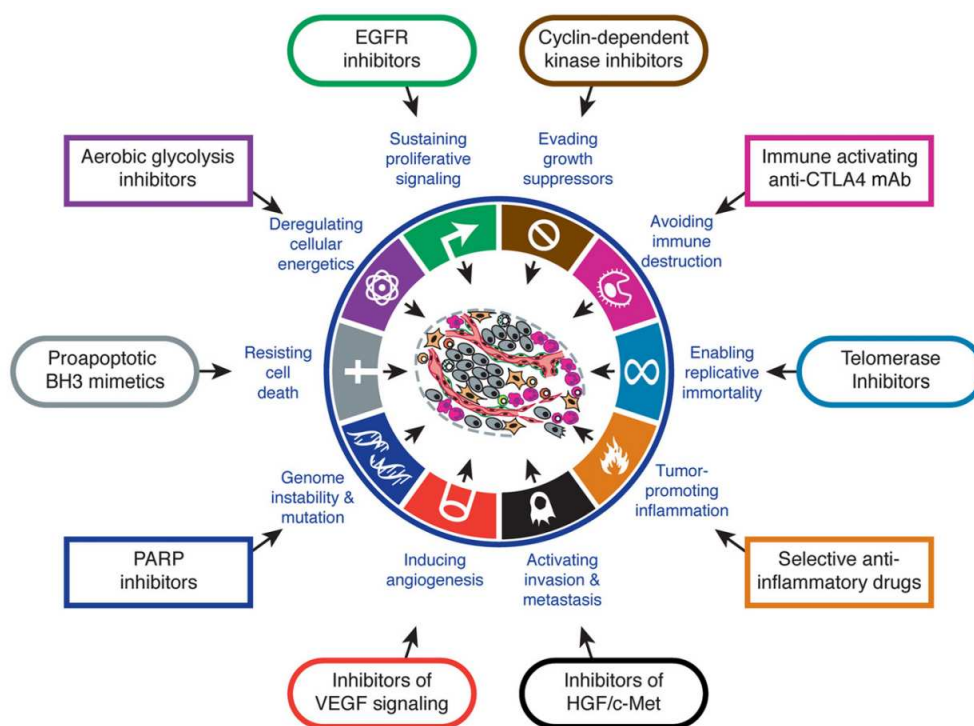 EGFR
inhibitors
Cyclin-dependent
kinase inhibitors
Sustaining
proliferative
signaling
Evading
growth
suppressors
Aerobic glycolysis
inhibitors
Immune activating
anti-CTLA4 mAb
Deregulating
cellular
energetics
Avoiding
immune
destruction
Proapoptotic
BH3 mimetics
Resisting
cell
death
Enabling
replicative
immortality
Telomerase
Inhibitors
Genome
instability &
mutation
Tumor-
promoting
inflammation
PARP
inhibitors
Inducing
angiogenesis
Activating
invasion &
metastasis
Selective anti-
inflammatory drugs
Inhibitors of
VEGF signaling
Inhibitors of
HGF/c-Met